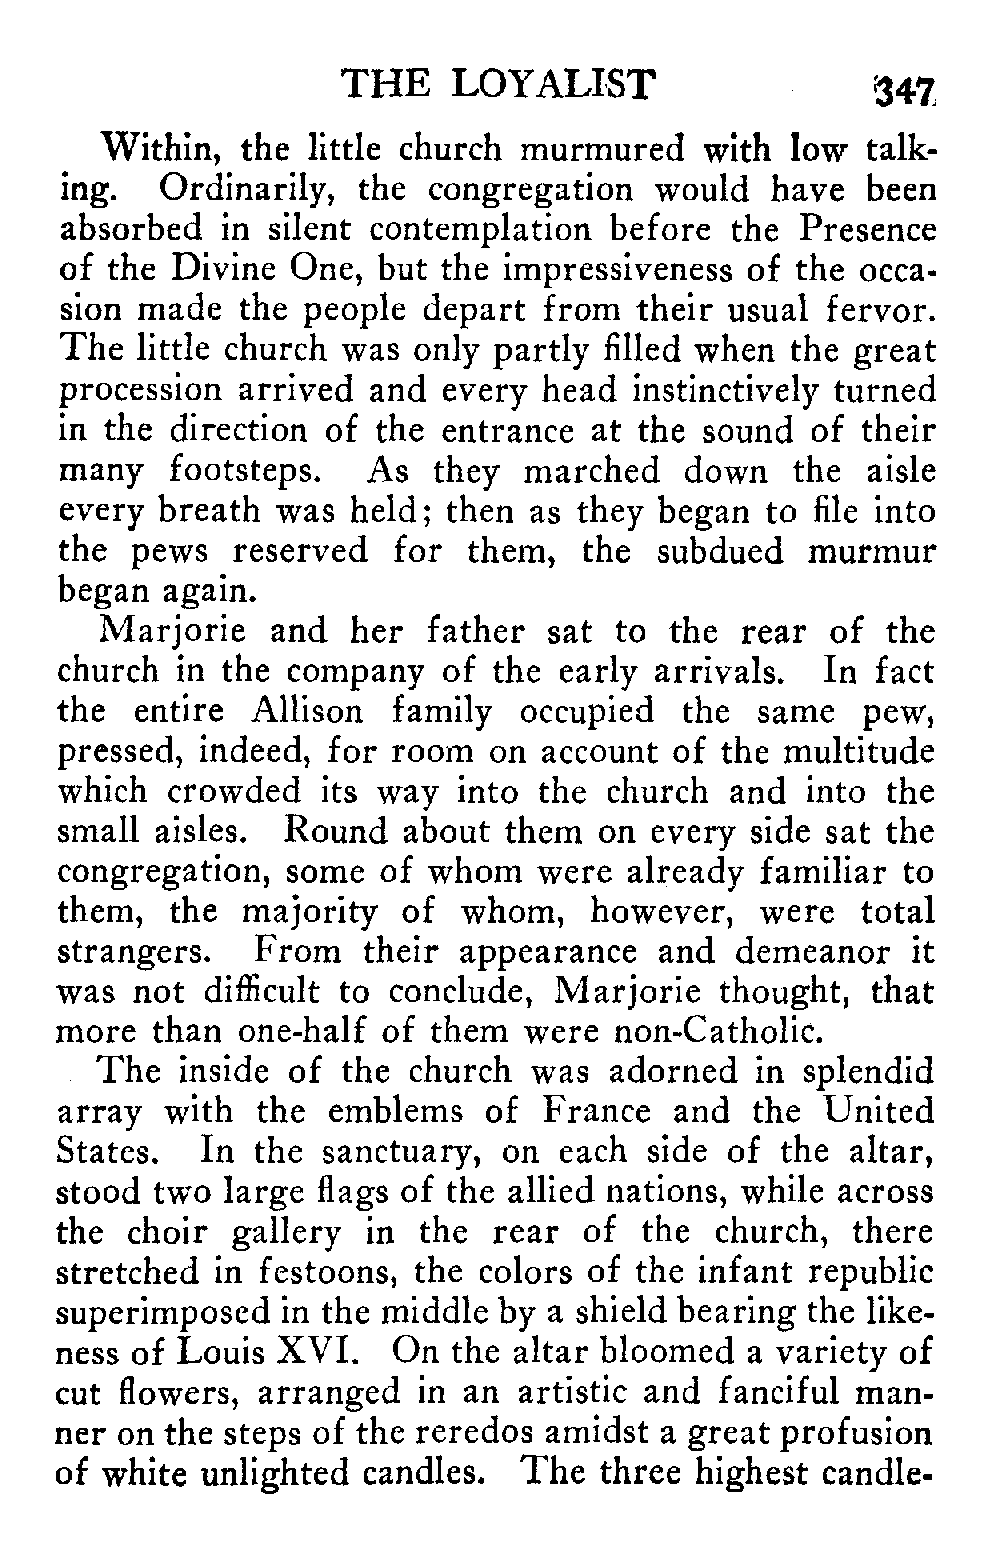 THE LOYALIST 347
Within, the little church murmured with low talk-
ing. Ordinarily, the congregation would have been
absorbed in silent contemplation before the Presence
of the Divine One, but the impressiveness of the occa-
sion made the people depart from their usual fervor.
The little church was only partly filled when the great
procession arrived and every head instinctively turned
in the direction of the entrance at the sound of their
many footsteps. As they marched down the aisle
every breath was held; then as they began to file into
the pews reserved for them, the subdued murmur
began again.
Marjorie and her father sat to the rear of the
church in the company of the early arrivals. In fact
the entire Allison family occupied the same pew,
pressed, indeed, for room on account of the multitude
which crowded its way into the church and into the
small aisles. Round about them on every side sat the
congregation, some of whom were already familiar to
them, the majority of whom, however, were total
strangers. From their appearance and demeanor it
was not difficult to conclude, Marjorie thought, that
more than one-half of them were non-Catholic.
The inside of the church was adorned in splendid
array with the emblems of France and the United
States. In the sanctuary, on each side of the altar,
stood two large flags of the allied nations, while across
the choir gallery in the rear of the church, there
stretched in festoons, the colors of the infant republic
superimposed in the middle by a shield bearing the like-
ness of Louis XVI. On the altar bloomed a variety of
cut flowers, arranged in an artistic and fanciful man-
ner on the steps of the reredos amidst a great profusion
of white unlighted candles. The three highest candle-